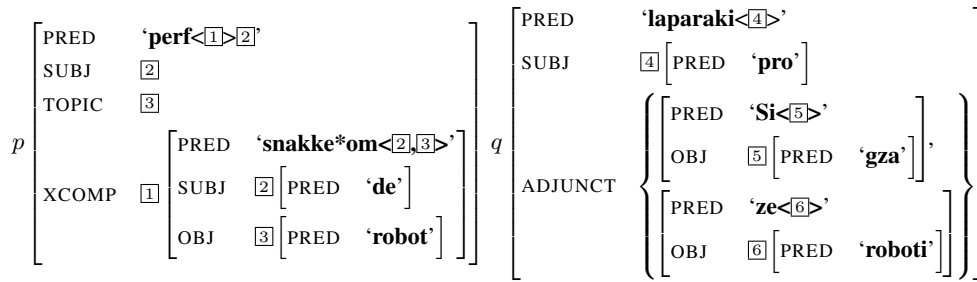 p
PRED ‘perf<1>2’
SUBJ 2
TOPIC 3
XCOMP 1
PRED ‘snakke*om<2,3>’
SUBJ 2 [PRED ‘de’]
OBJ 3 [PRED ‘robot’]
q
PRED ‘laparaki<4>’
SUBJ 4 [PRED ‘pro’]
ADJUNCT
PRED ‘Si<5>’
OBJ 5 [PRED ‘gza’] ,
PRED ‘ze<6>’
OBJ 6 [PRED ‘roboti’]